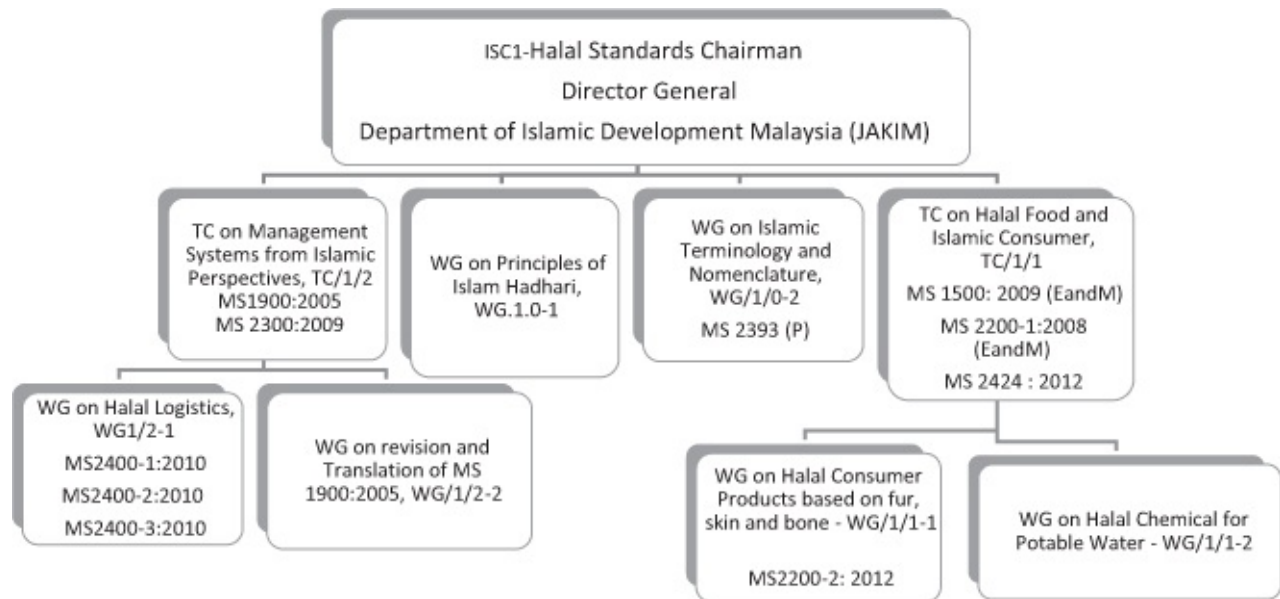 ISC1-Halal Standards Chairman
Director General
Department of Islamic Development Malaysia (JAKIM)
TC on Management
Systems from Islamic
Perspectives, TC/1/2
MS1900:2005
MS 2300:2009
WG on Principles of
Islam Hadhari,
WG.1.0-1
WG on Islamic
Terminology and
Nomenclature,
WG/1/0-2
MS 2393 (P)
TC on Halal Food and
Islamic Consumer,
TC/1/1
MS 1500: 2009 (EandM)
MS 2200-1:2008
(EandM)
MS 2424 : 2012
WG on Halal Logistics,
WG1/2-1
MS2400-1:2010
MS2400-2:2010
MS2400-3:2010
WG on revision and
Translation of MS
1900:2005, WG/1/2-2
WG on Halal Consumer
Products based on fur,
skin and bone - WG/1/1-1
MS2200-2: 2012
WG on Halal Chemical for
Potable Water - WG/1/1-2